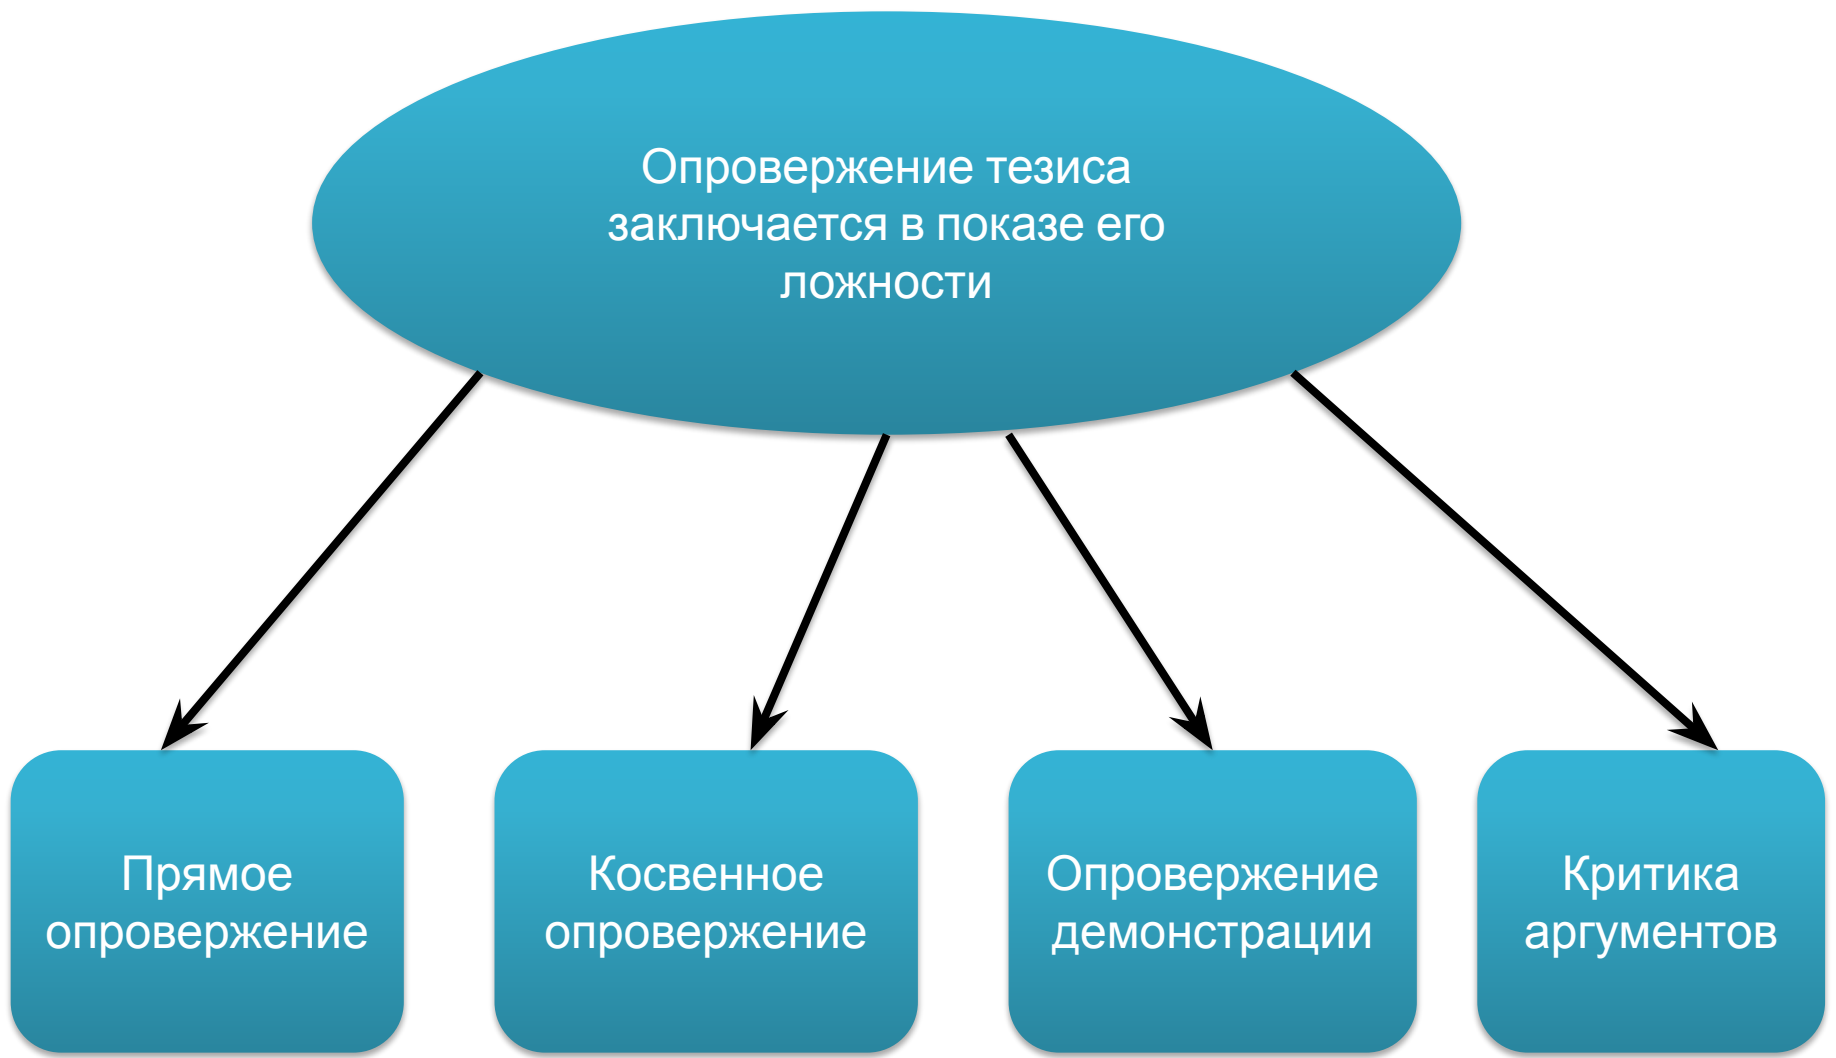 Опровержение тезиса
заключается в показе его
ложности
Прямое
опровержение
Косвенное
опровержение
Опровержение
демонстрации
Критика
аргументов